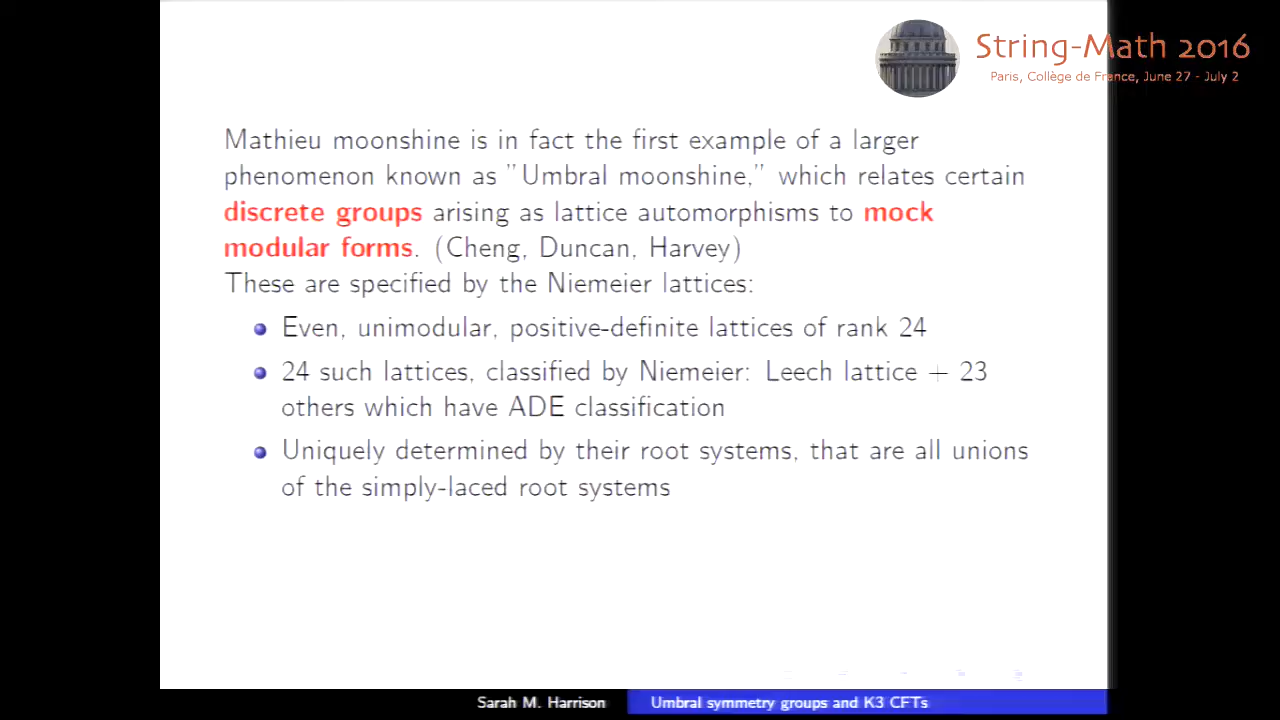 String-Math 2016
Paris, Collège de France, June 27 - July 2
Mathieu moonshine is in fact the first example of a larger
phenomenon known as ”Umbral moonshine,” which relates certain
discrete groups arising as lattice automorphisms to mock
modular forms. (Cheng, Duncan, Harvey)
These are specified by the Niemeier lattices:
Even, unimodular, positive-definite lattices of rank 24
24 such lattices, classified by Niemeier: Leech lattice + 23
others which have ADE classification
Uniquely determined by their root systems, that are all unions
of the simply-laced root systems
Sarah M. Harrison
Umbral symmetry groups and K3 CFTs